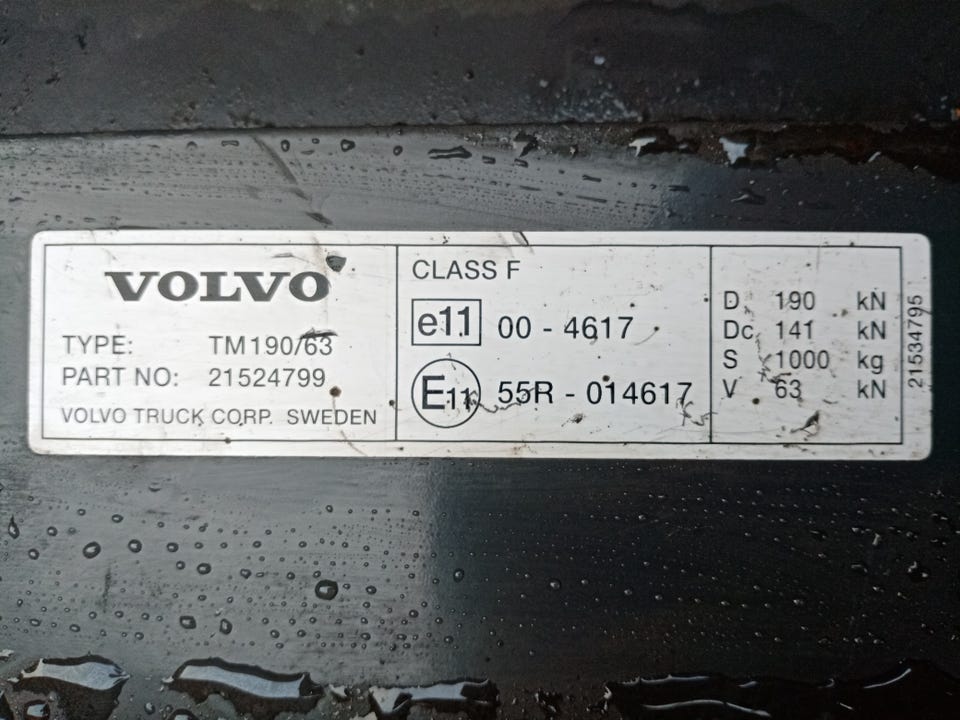 VOLVO
TYPE: TM190/63
PART NO: 21524799
VOLVO TRUCK CORP. SWEDEN
CLASS F
e11 00 - 4617
E11 55R - 014617
D 190 kN
Dc 141 kN
S 1000 kg
V 63 kN
21534795